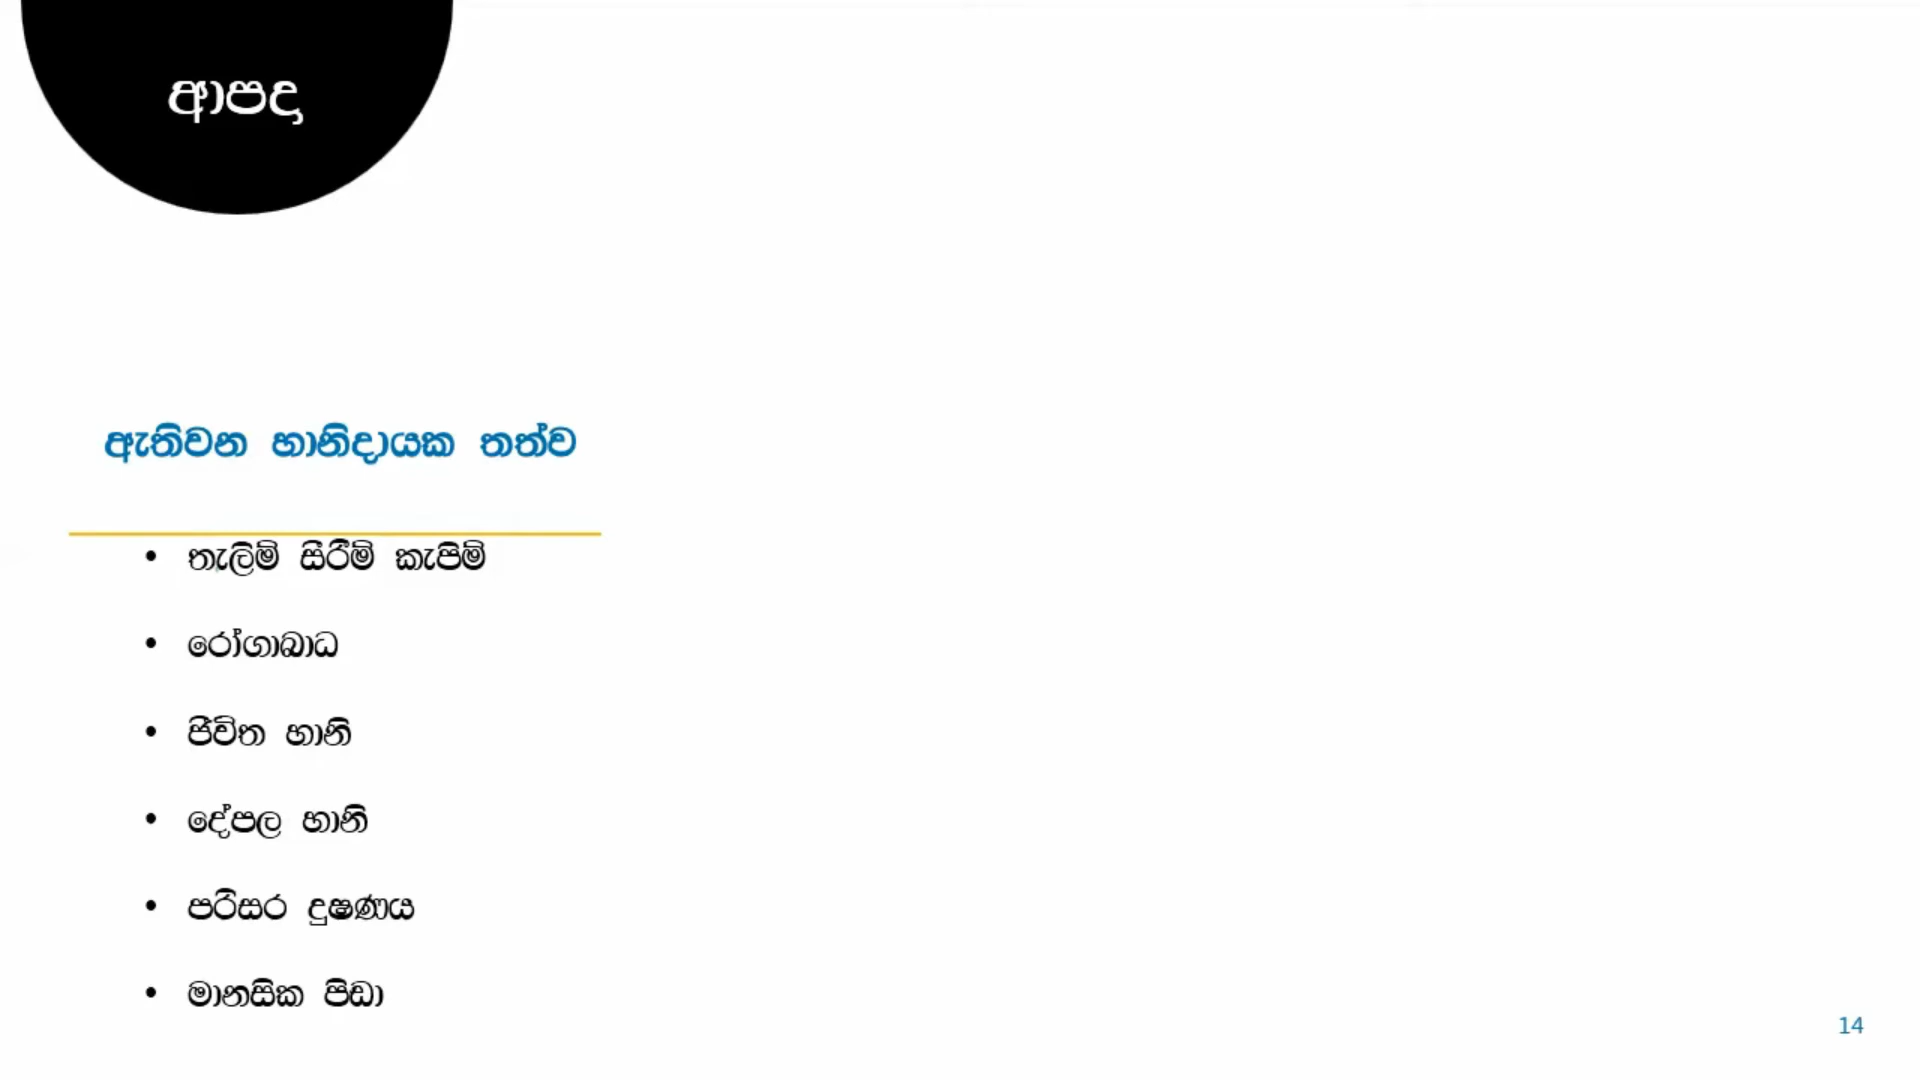 ආපදා
ඇතිවන හානිදායක තත්ව
• තැලිම් සීරීම් කැපීම්
• රෝගාබාධ
• ජීවිත හානි
• දේපල හානි
• පරිසර දුෂණය
• මානසික පිඩා
14